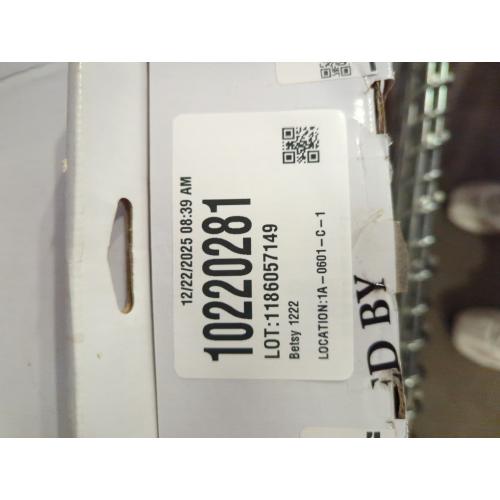 12/22/2025 08:39 AM
10220281
LOT:1186057149
Betsy 1222
LOCATION:1A-0601-C-1
D BY